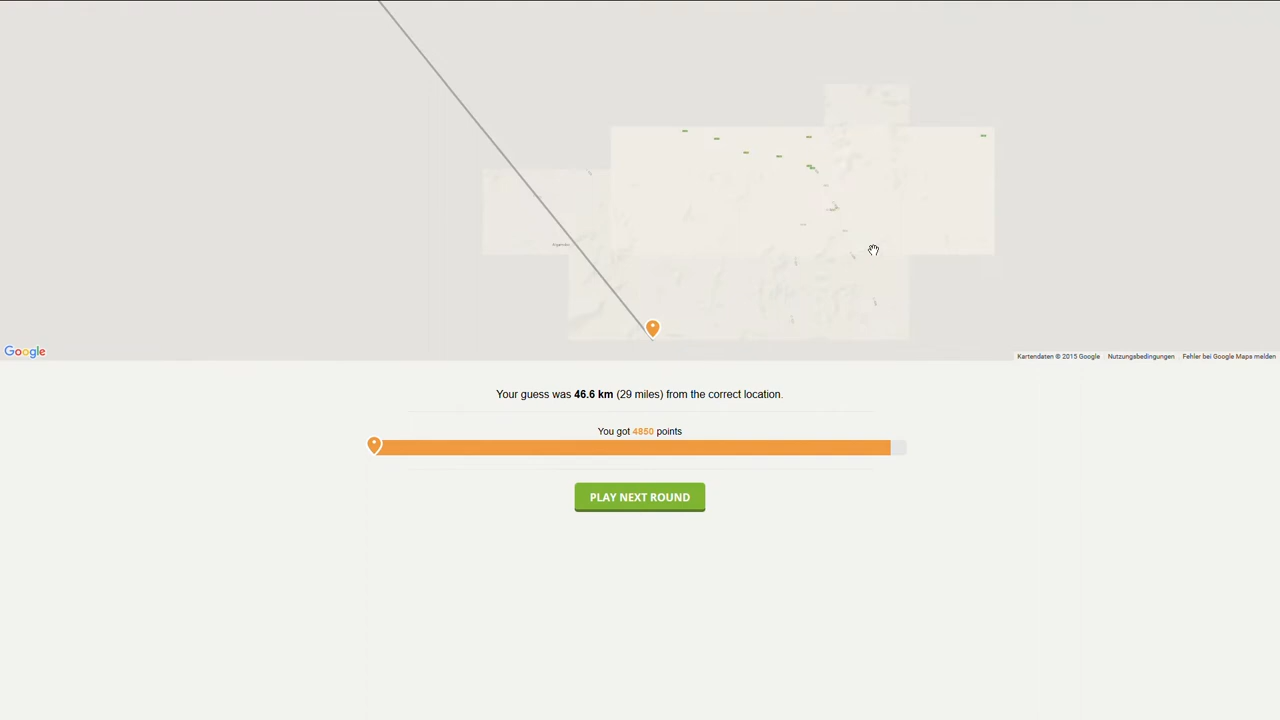 Google
Kartendaten © 2015 Google
Nutzungsbedingungen
Fehler bei Google Maps melden
Your guess was 46.6 km (29 miles) from the correct location.
You got 4850 points
PLAY NEXT ROUND